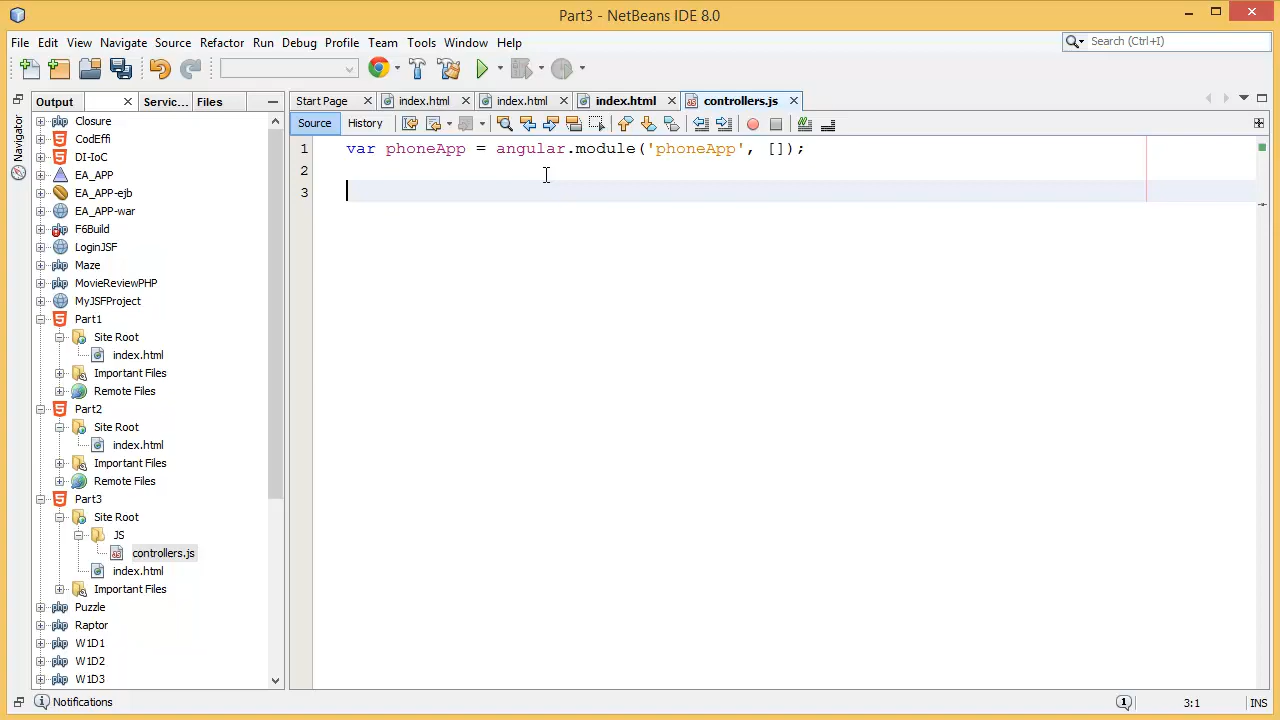 Part3 - NetBeans IDE 8.0
File Edit View Navigate Source Refactor Run Debug Profile Team Tools Window Help
Search (Ctrl+I)
Output Servic... Files
Start Page index.html index.html index.html controllers.js
Source History
Navigator
1 var phoneApp = angular.module('phoneApp', []);
2
3
Closure
CodEffi
DI-IoC
EA_APP
EA_APP-ejb
EA_APP-war
F6Build
LoginJSF
Maze
MovieReviewPHP
MyJSFProject
Part1
Site Root
index.html
Important Files
Remote Files
Part2
Site Root
index.html
Important Files
Remote Files
Part3
Site Root
JS
controllers.js
index.html
Important Files
Puzzle
Raptor
W1D1
W1D2
W1D3
Notifications
3:1 INS